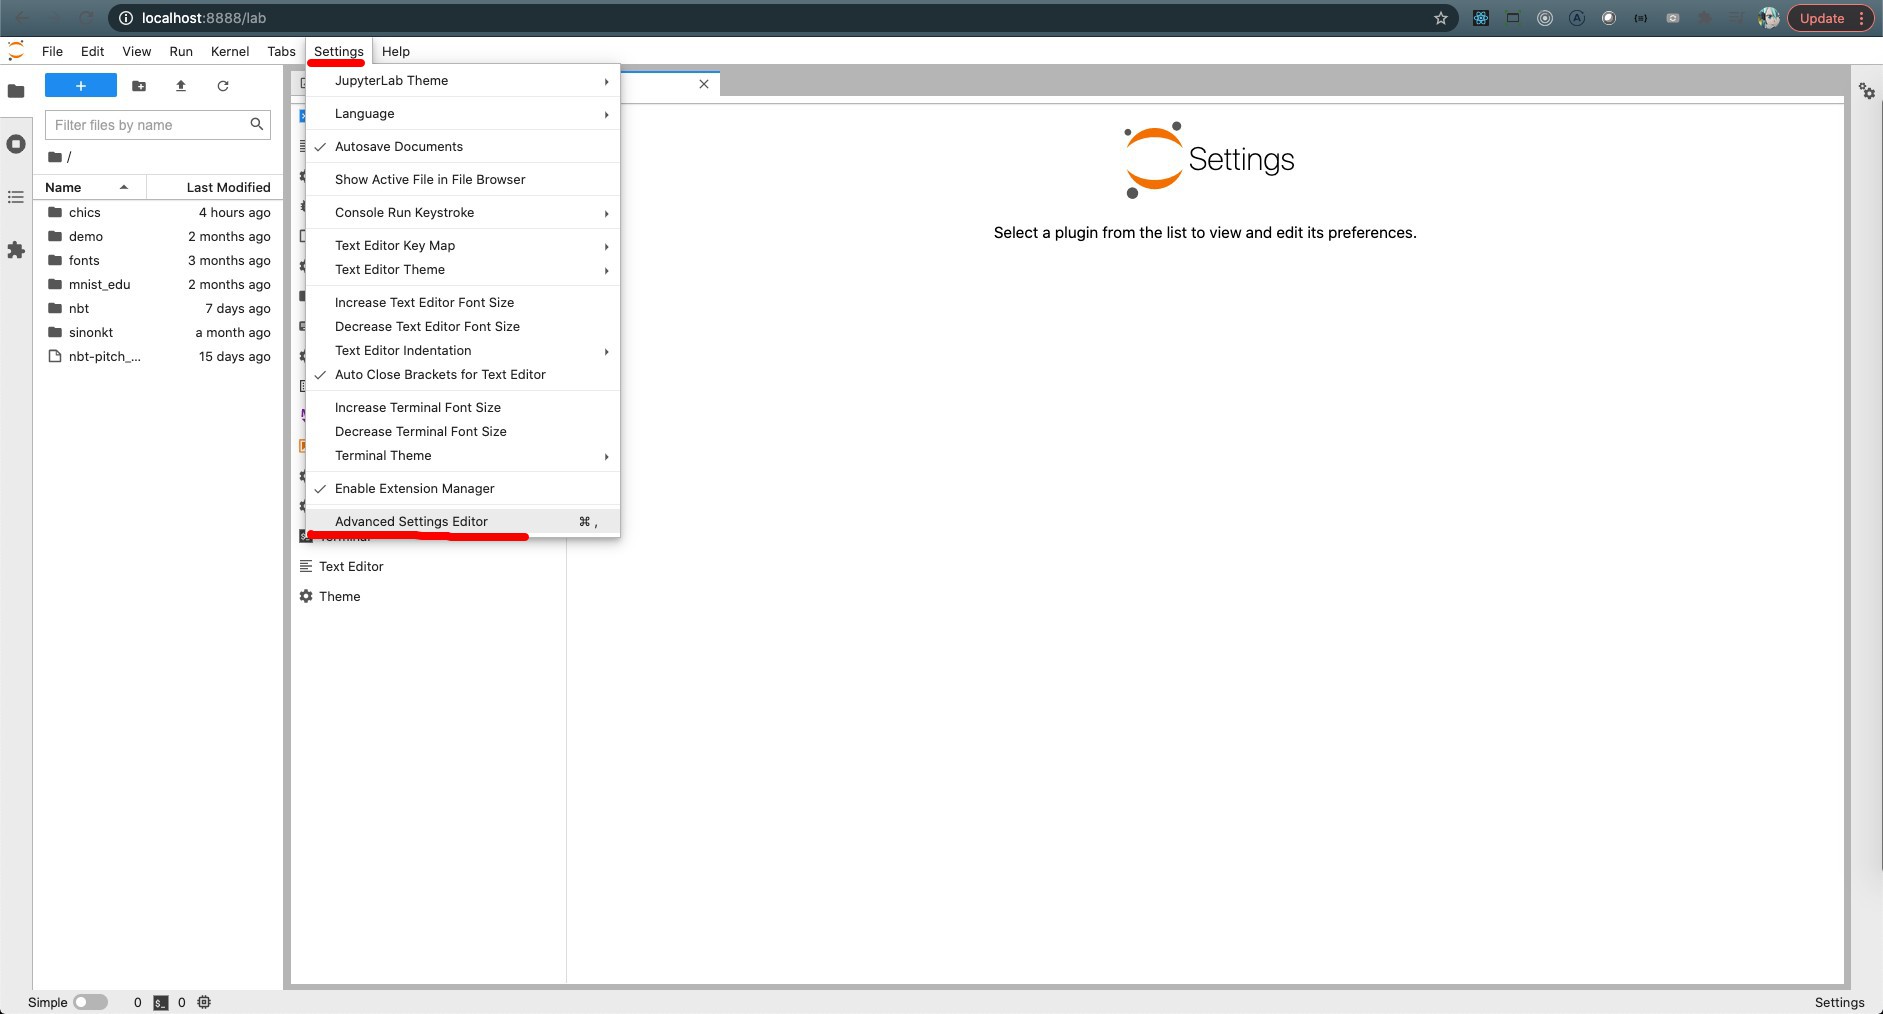 localhost:8888/lab
Update
File Edit View Run Kernel Tabs Settings Help
+
Filter files by name
/
Name Last Modified
chics 4 hours ago
demo 2 months ago
fonts 3 months ago
mnist_edu 2 months ago
nbt 7 days ago
sinonkt a month ago
nbt-pitch_... 15 days ago
JupyterLab Theme
Language
Autosave Documents
Show Active File in File Browser
Console Run Keystroke
Text Editor Key Map
Text Editor Theme
Increase Text Editor Font Size
Decrease Text Editor Font Size
Text Editor Indentation
Auto Close Brackets for Text Editor
Increase Terminal Font Size
Decrease Terminal Font Size
Terminal Theme
Enable Extension Manager
Advanced Settings Editor ⌘ ,
Terminal
Text Editor
Theme
Settings
Select a plugin from the list to view and edit its preferences.
Simple 0 $_ 0 Settings